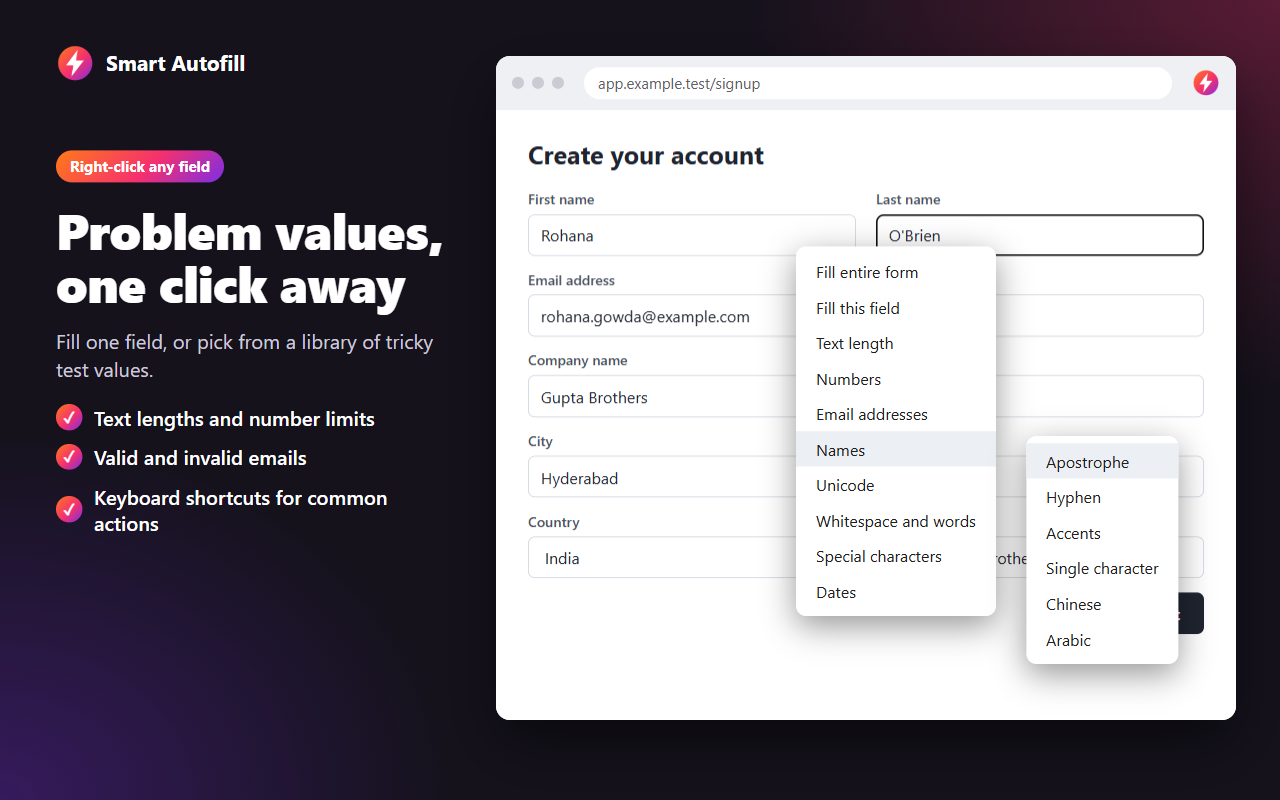 Smart Autofill
Right-click any field
Problem values,
one click away
Fill one field, or pick from a library of tricky
test values.
Text lengths and number limits
Valid and invalid emails
Keyboard shortcuts for common
actions
app.example.test/signup
Create your account
First name
Last name
Rohana
O'Brien
Email address
rohana.gowda@example.com
Company name
Gupta Brothers
City
Hyderabad
Country
India
Fill entire form
Fill this field
Text length
Numbers
Email addresses
Names
Unicode
Whitespace and words
Special characters
Dates
Apostrophe
Hyphen
Accents
Single character
Chinese
Arabic